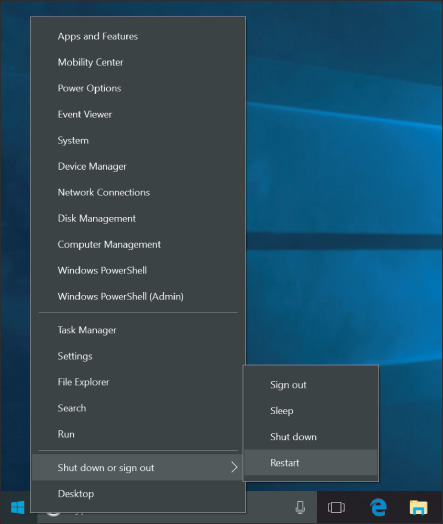 Apps and Features
Mobility Center
Power Options
Event Viewer
System
Device Manager
Network Connections
Disk Management
Computer Management
Windows PowerShell
Windows PowerShell (Admin)
Task Manager
Settings
File Explorer
Search
Run
Shut down or sign out
Desktop
Sign out
Sleep
Shut down
Restart